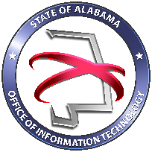 STATE OF ALABAMA
OFFICE OF INFORMATION TECHNOLOGY